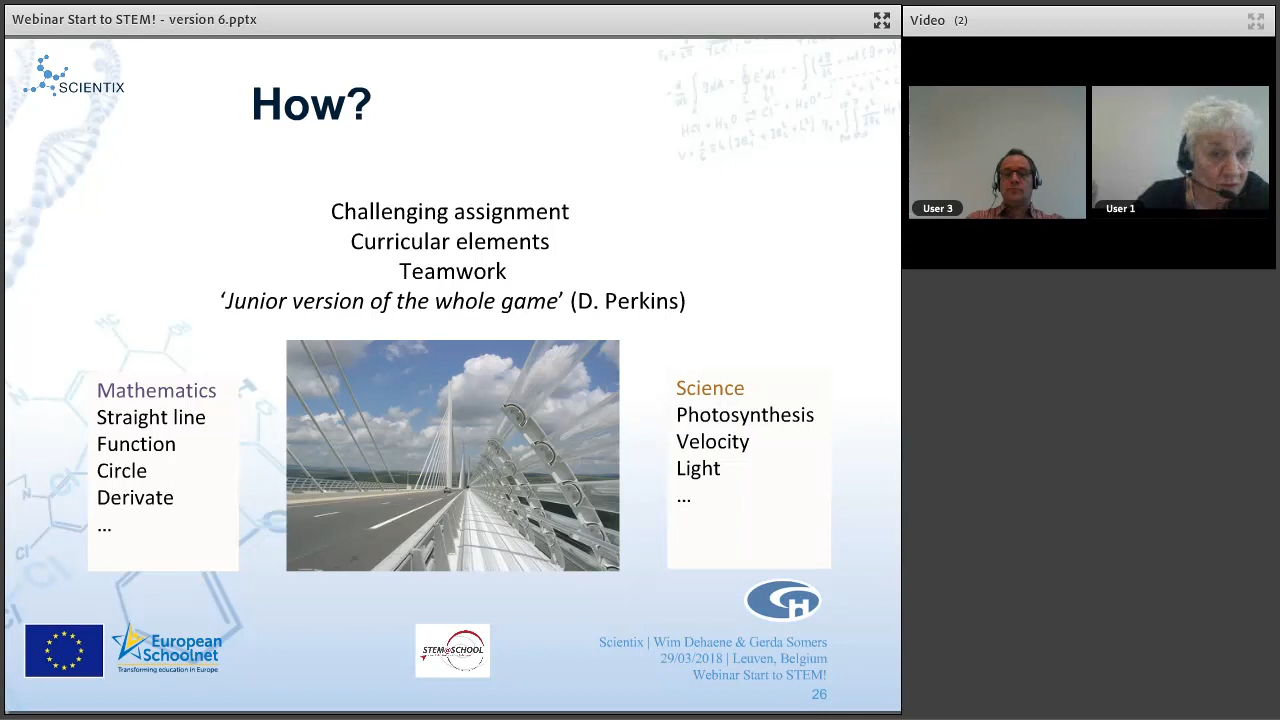 Webinar Start to STEM! - version 6.pptx
Video (2)
SCIENTIX
How?
Challenging assignment
Curricular elements
Teamwork
‘Junior version of the whole game’ (D. Perkins)
Mathematics
Straight line
Function
Circle
Derivate
...
Science
Photosynthesis
Velocity
Light
...
User 3
User 1
European
Schoolnet
Transforming education in Europe
STEM@SCHOOL
Scientix | Wim Dehaene & Gerda Somers
29/03/2018 | Leuven, Belgium
Webinar Start to STEM!
26